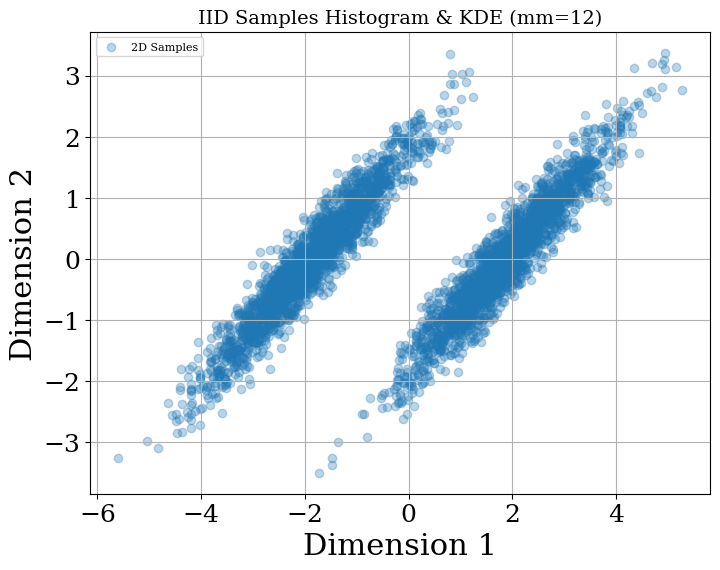 IID Samples Histogram & KDE (mm=12)
2D Samples
3
2
1
0
−1
−2
−3
Dimension 2
−6 −4 −2 0 2 4
Dimension 1